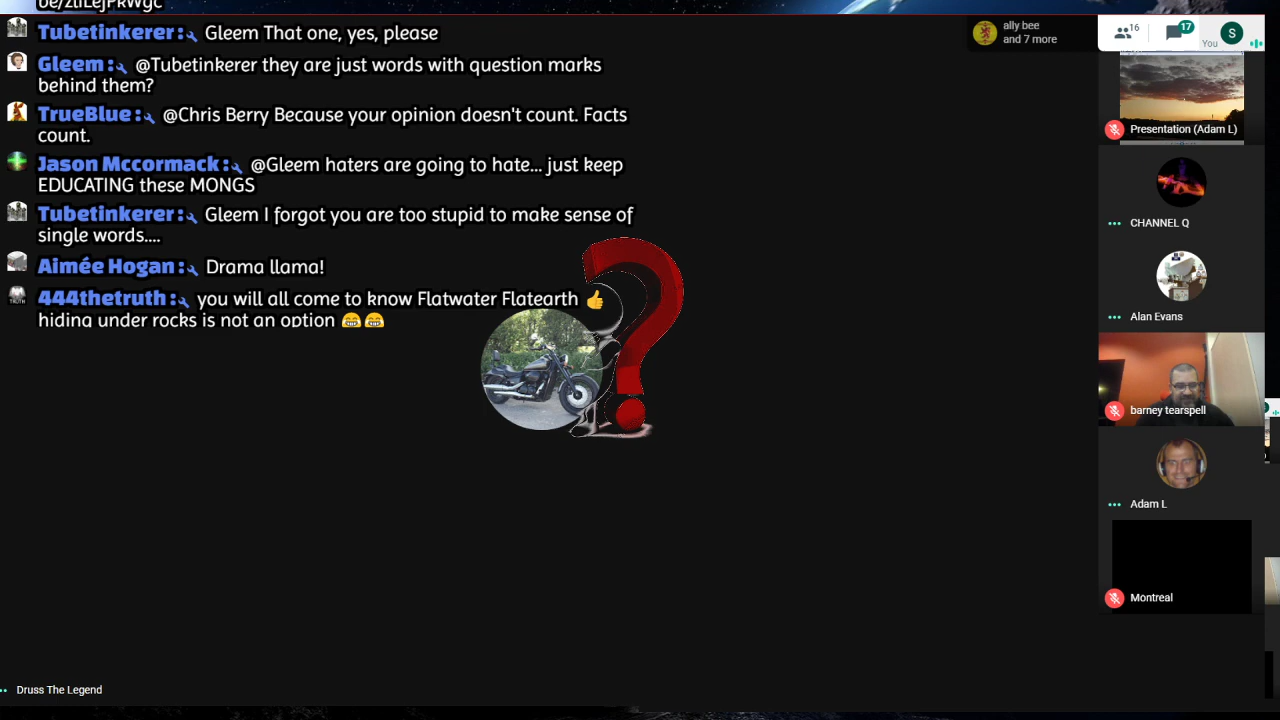 be/zliLejPkWgc
Tubetinkerer: Gleem That one, yes, please
Gleem: @Tubetinkerer they are just words with question marks
behind them?
TrueBlue: @Chris Berry Because your opinion doesn't count. Facts
count.
Jason Mccormack: @Gleem haters are going to hate... just keep
EDUCATING these MONGS
Tubetinkerer: Gleem I forgot you are too stupid to make sense of
single words....
Aimée Hogan: Drama llama!
444thetruth: you will all come to know Flatwater Flatearth 👍
hiding under rocks is not an option 😁😁
TRUTH
ally bee
and 7 more
16
17
You
S
Presentation (Adam L)
CHANNEL Q
Alan Evans
barney tearspell
Adam L
Montreal
Druss The Legend